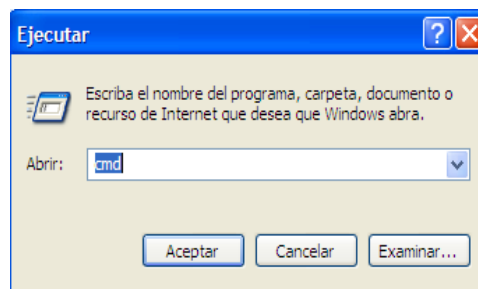 Ejecutar
Escriba el nombre del programa, carpeta, documento o
recurso de Internet que desea que Windows abra.
Abrir: cmd
Aceptar Cancelar Examinar...